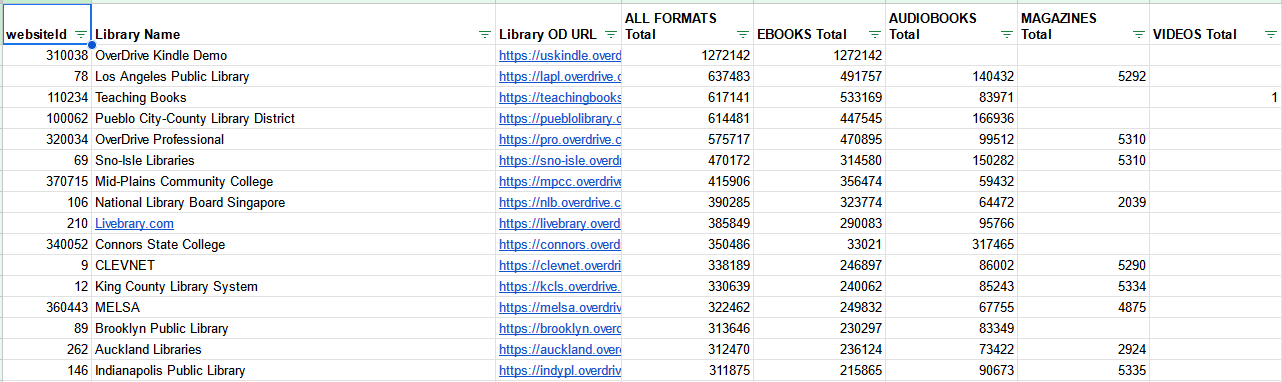 websiteId Library Name Library OD URL ALL FORMATS Total EBOOKS Total AUDIOBOOKS Total MAGAZINES Total VIDEOS Total
310038 OverDrive Kindle Demo https://uskindle.overd 1272142 1272142
78 Los Angeles Public Library https://lapl.overdrive.c 637483 491757 140432 5292
110234 Teaching Books https://teachingbooks 617141 533169 83971 1
100062 Pueblo City-County Library District https://pueblolibrary.c 614481 447545 166936
320034 OverDrive Professional https://pro.overdrive.c 575717 470895 99512 5310
69 Sno-Isle Libraries https://sno-isle.overdr 470172 314580 150282 5310
370715 Mid-Plains Community College https://mpcc.overdrive 415906 356474 59432
106 National Library Board Singapore https://nlb.overdrive.c 390285 323774 64472 2039
210 Livebrary.com https://livebrary.overd 385849 290083 95766
340052 Connors State College https://connors.overd 350486 33021 317465
9 CLEVNET https://clevnet.overdri 338189 246897 86002 5290
12 King County Library System https://kcls.overdrive. 330639 240062 85243 5334
360443 MELSA https://melsa.overdriv 322462 249832 67755 4875
89 Brooklyn Public Library https://brooklyn.overd 313646 230297 83349
262 Auckland Libraries https://auckland.over 312470 236124 73422 2924
146 Indianapolis Public Library https://indypl.overdriv 311875 215865 90673 5335